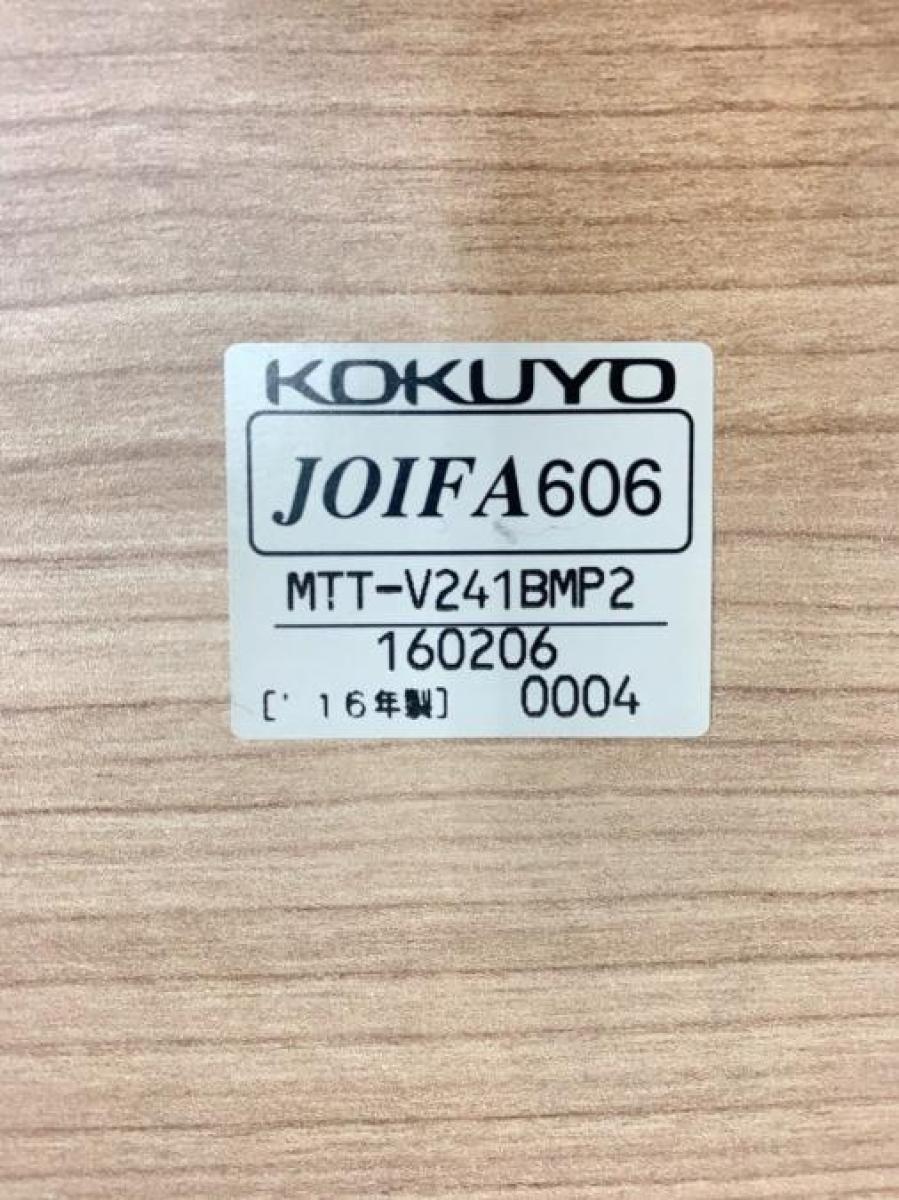 KOKUYO
JOIFA606
MTT-V241BMP2
160206
['16年製] 0004